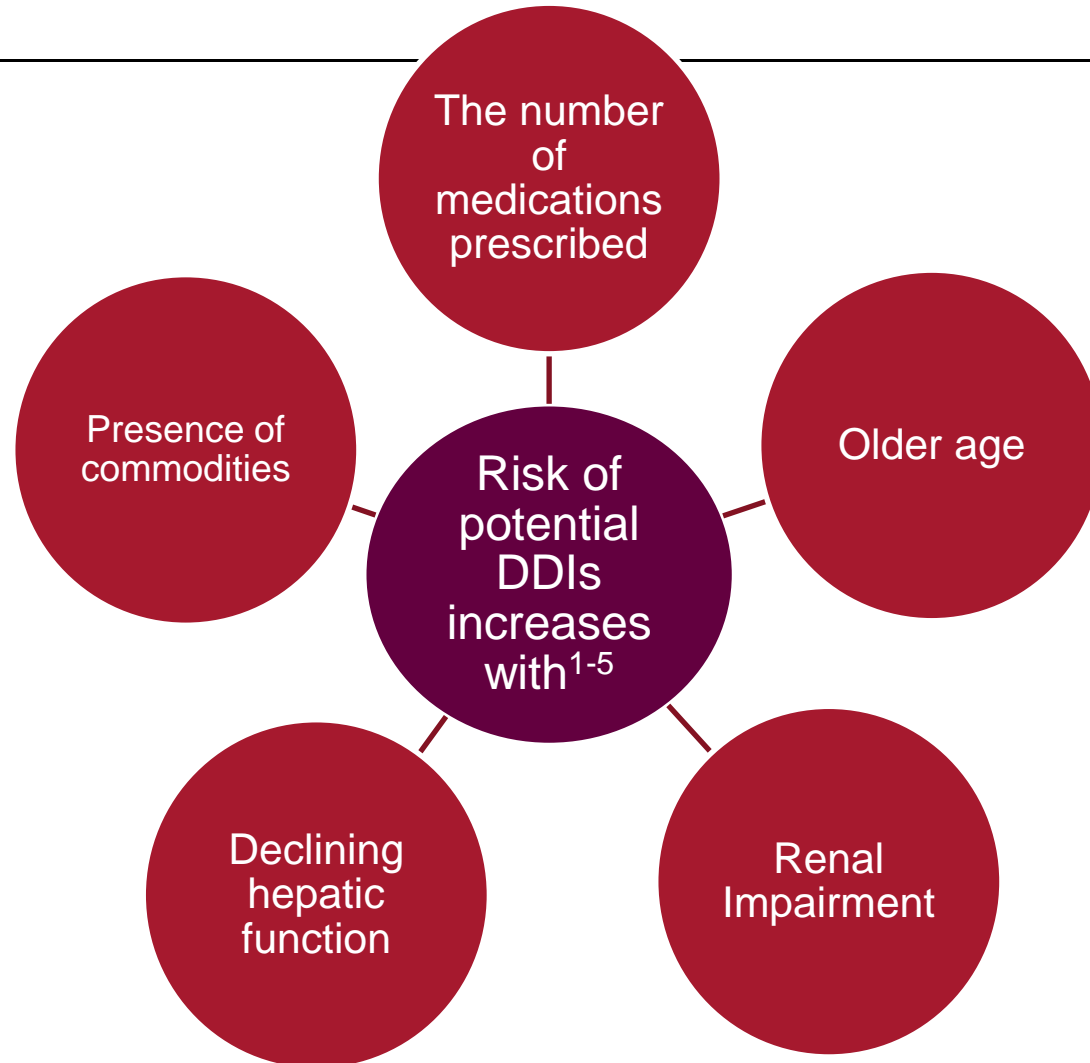 The number
of
medications
prescribed
Presence of
commodities
Older age
Risk of
potential
DDIs
increases
with¹⁻⁵
Declining
hepatic
function
Renal
Impairment